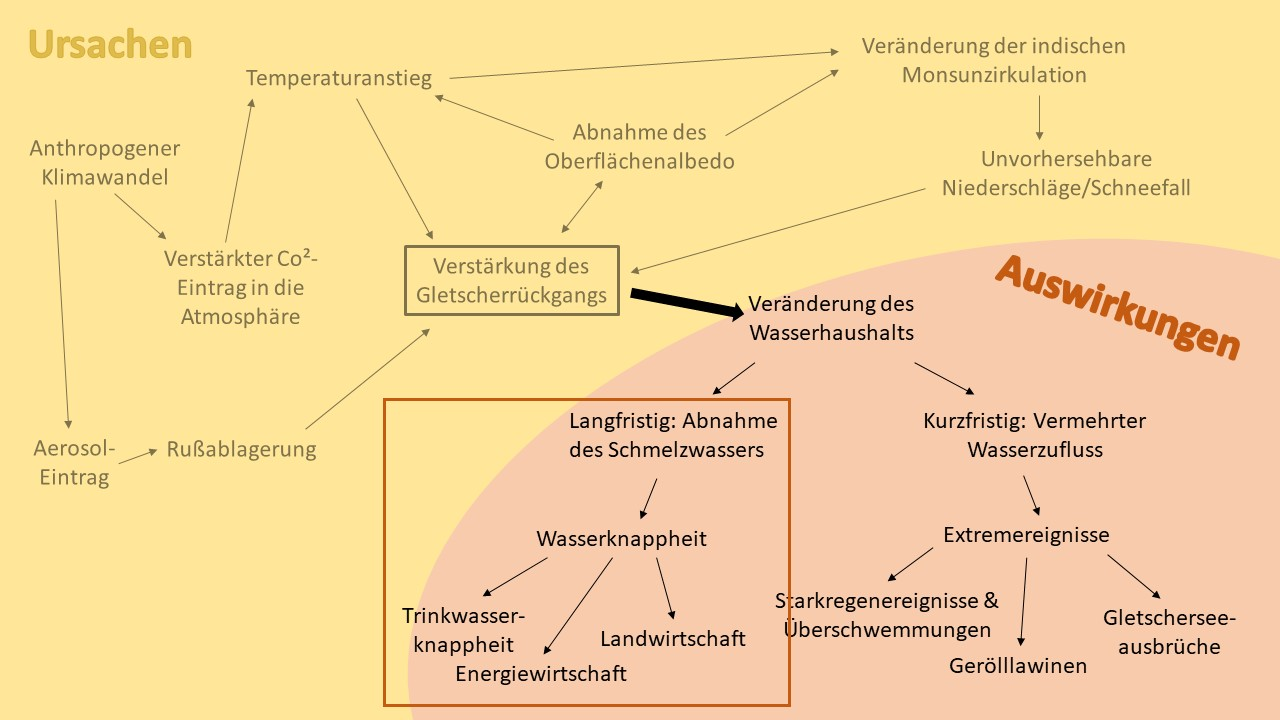 Ursachen
Temperaturanstieg
Veränderung der indischen
Monsunzirkulation
Abnahme des
Oberflächenalbedo
Anthropogener
Klimawandel
Unvorhersehbare
Niederschläge/Schneefall
Verstärkter Co²-
Eintrag in die
Atmosphäre
Verstärkung des
Gletscherrückgangs
Auswirkungen
Veränderung des
Wasserhaushalts
Aerosol-
Eintrag
Rußablagerung
Langfristig: Abnahme
des Schmelzwassers
Kurzfristig: Vermehrter
Wasserzufluss
Wasserknappheit
Extremereignisse
Trinkwasser-
knappheit
Energiewirtschaft
Landwirtschaft
Starkregenereignisse &
Überschwemmungen
Gerölllawinen
Gletschersee-
ausbrüche